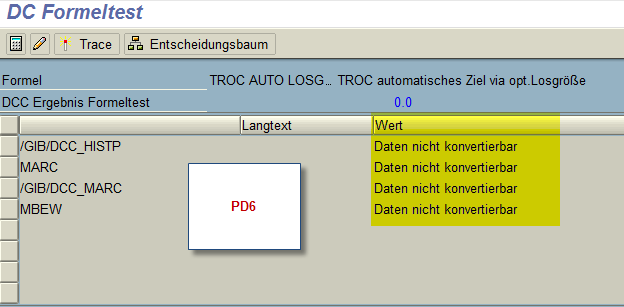 DC Formeltest
Trace Entscheidungsbaum
Formel TROC AUTO LOSG... TROC automatisches Ziel via opt.Losgröße
DCC Ergebnis Formeltest 0.0
Langtext Wert
/GIB/DCC_HISTP Daten nicht konvertierbar
MARC Daten nicht konvertierbar
/GIB/DCC_MARC Daten nicht konvertierbar
MBEW Daten nicht konvertierbar
PD6